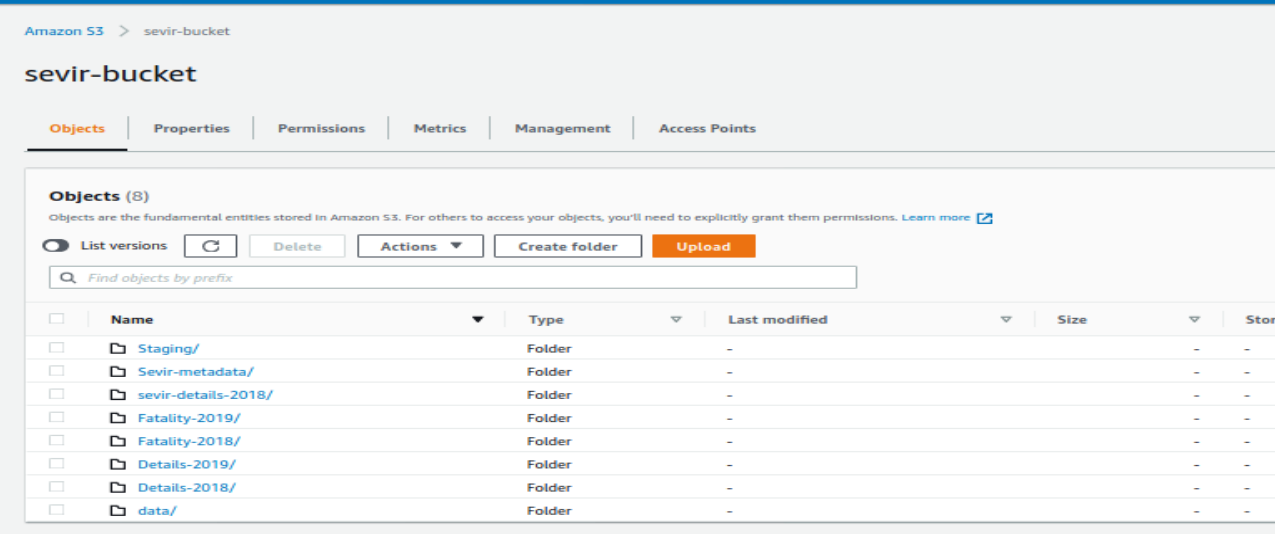 Amazon S3 > sevir-bucket
sevir-bucket
Objects Properties Permissions Metrics Management Access Points
Objects (8)
Objects are the fundamental entities stored in Amazon S3. For others to access your objects, you'll need to explicitly grant them permissions. Learn more
List versions Delete Actions Create folder Upload
Find objects by prefix
Name Type Last modified Size Stor
Staging/ Folder - - -
Sevir-metadata/ Folder - - -
sevir-details-2018/ Folder - - -
Fatality-2019/ Folder - - -
Fatality-2018/ Folder - - -
Details-2019/ Folder - - -
Details-2018/ Folder - - -
data/ Folder - - -